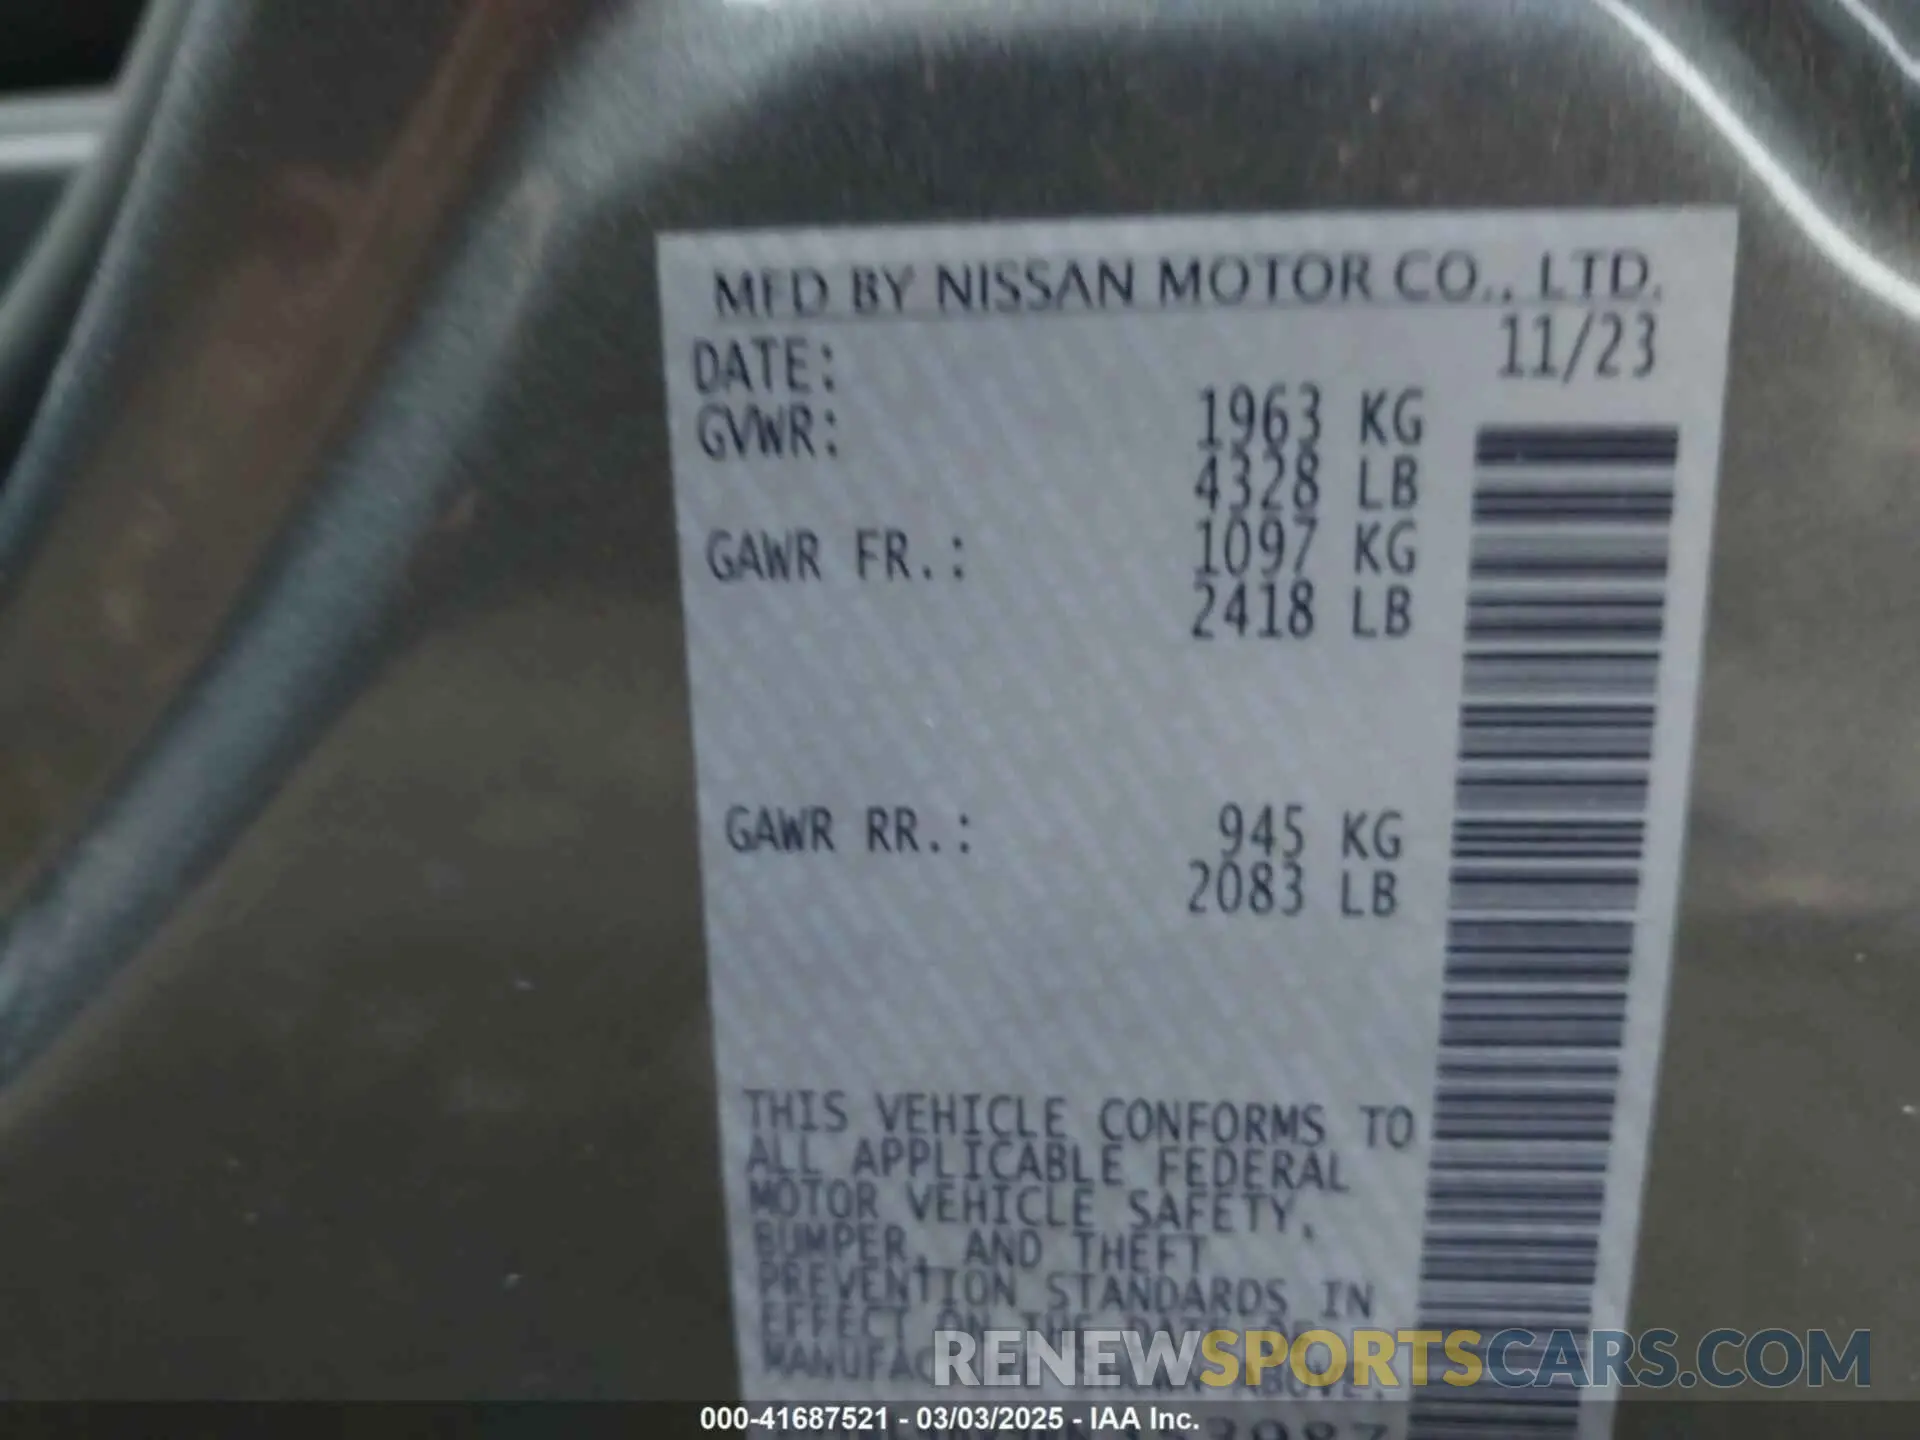 MFD BY NISSAN MOTOR CO., LTD.
DATE: 11/23
GVWR: 1963 KG
4328 LB
GAWR FR.: 1097 KG
2418 LB
GAWR RR.: 945 KG
2083 LB
THIS VEHICLE CONFORMS TO
ALL APPLICABLE FEDERAL
MOTOR VEHICLE SAFETY,
BUMPER, AND THEFT
PREVENTION STANDARDS IN
EFFECT ON THE DATE OF
ABOVE.
RENEWSPORTSCARS.COM
000-41687521 - 03/03/2025 - IAA Inc.